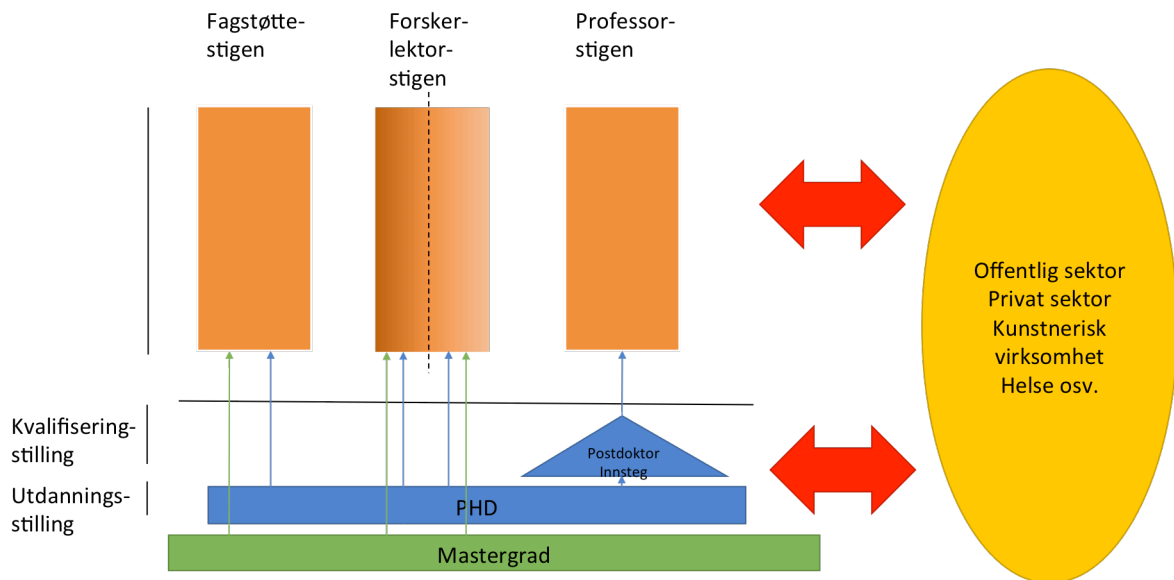 Fagstøtte-
stigen
Forsker-
lektor-
stigen
Professor-
stigen
Offentlig sektor
Privat sektor
Kunstnerisk
virksomhet
Helse osv.
Kvalifisering-
stilling
Postdoktor
Innsteg
Utdannings-
stilling
PHD
Mastergrad